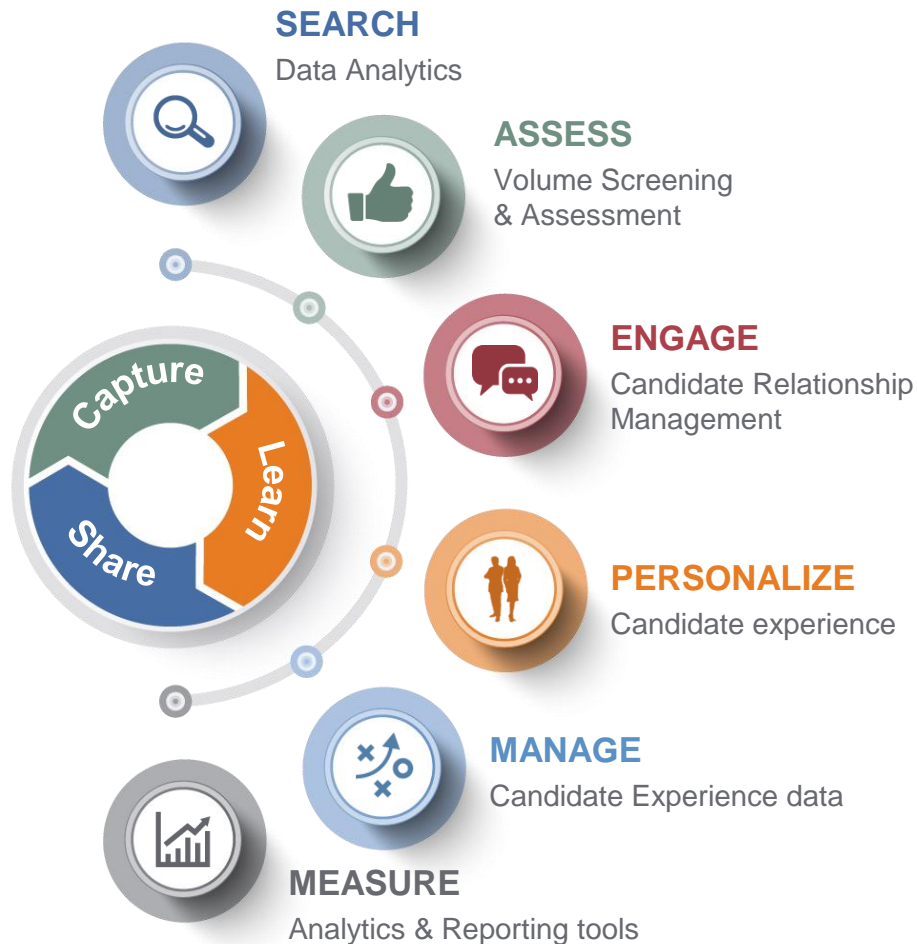 SEARCH
Data Analytics
ASSESS
Volume Screening
& Assessment
ENGAGE
Candidate Relationship
Management
Capture
Learn
Share
PERSONALIZE
Candidate experience
MANAGE
Candidate Experience data
MEASURE
Analytics & Reporting tools